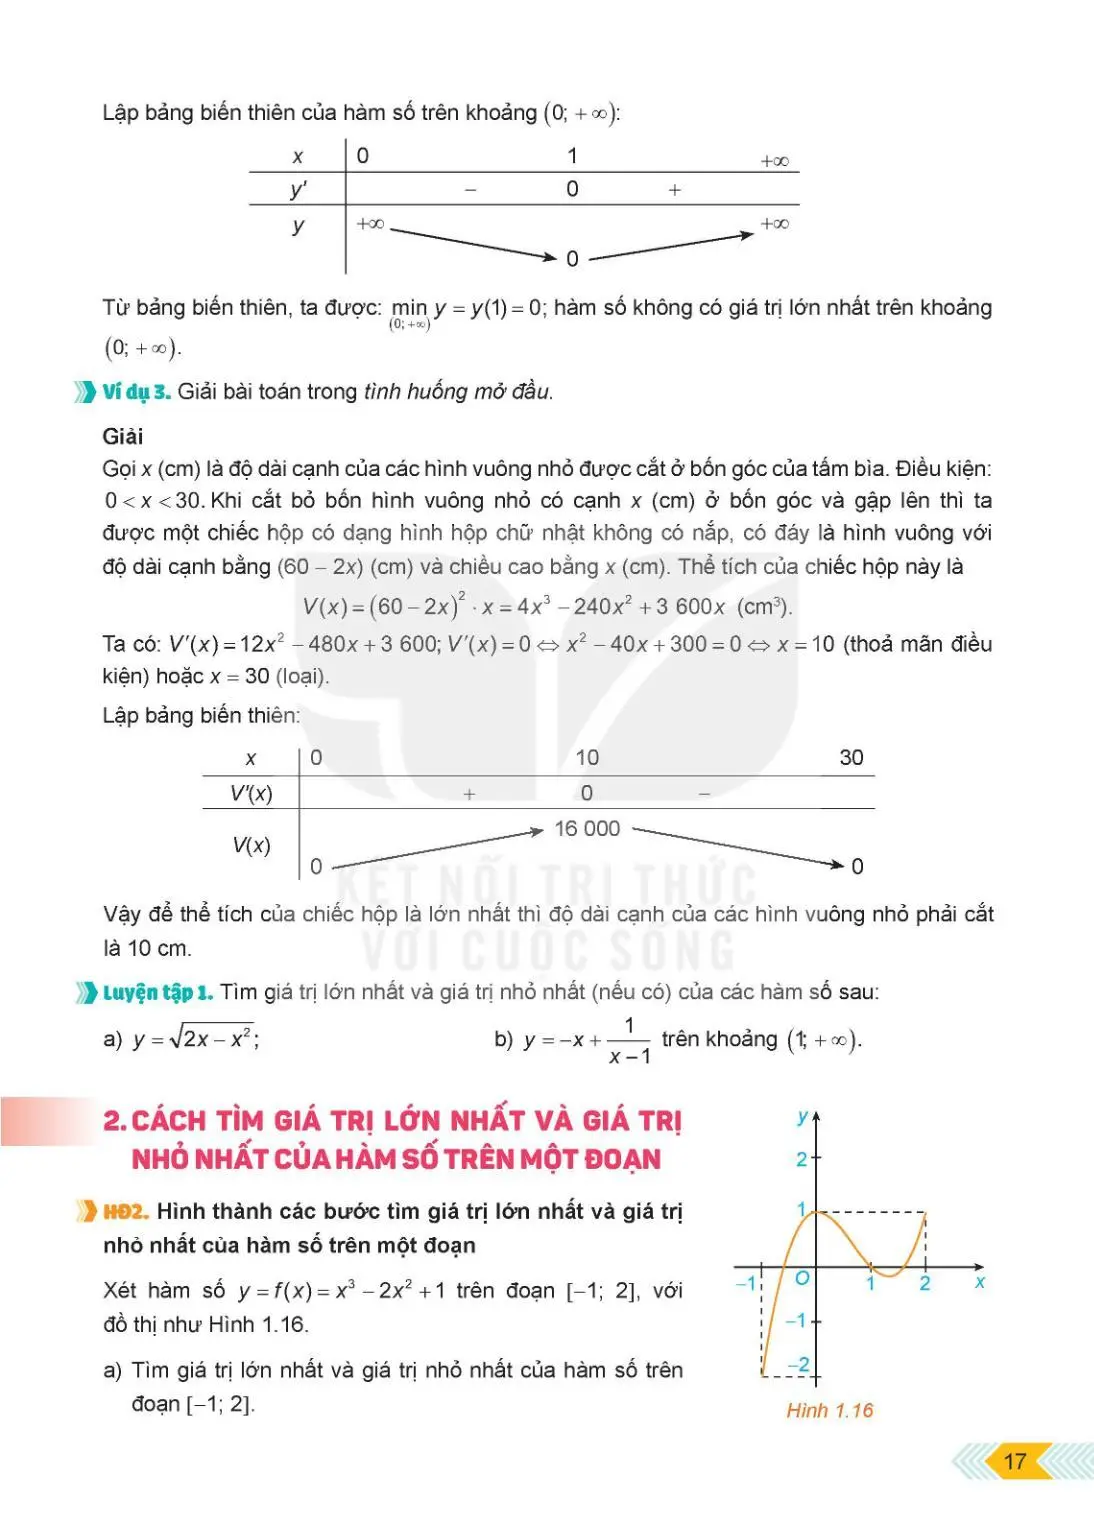 Lập bảng biến thiên của hàm số trên khoảng (0; +∞):
x 0 1 +∞
y' − 0 +
y +∞ 0 +∞
Từ bảng biến thiên, ta được: min y = y(1) = 0; hàm số không có giá trị lớn nhất trên khoảng
(0; +∞)
(0; +∞).
Ví dụ 3. Giải bài toán trong tình huống mở đầu.
Giải
Gọi x (cm) là độ dài cạnh của các hình vuông nhỏ được cắt ở bốn góc của tấm bìa. Điều kiện:
0 < x < 30. Khi cắt bỏ bốn hình vuông nhỏ có cạnh x (cm) ở bốn góc và gập lên thì ta
được một chiếc hộp có dạng hình hộp chữ nhật không có nắp, có đáy là hình vuông với
độ dài cạnh bằng (60 – 2x) (cm) và chiều cao bằng x (cm). Thể tích của chiếc hộp này là
V(x) = (60 − 2x)² · x = 4x³ − 240x² + 3 600x (cm³).
Ta có: V′(x) = 12x² − 480x + 3 600; V′(x) = 0 ⇔ x² − 40x + 300 = 0 ⇔ x = 10 (thoả mãn điều
kiện) hoặc x = 30 (loại).
Lập bảng biến thiên:
x 0 10 30
V'(x) + 0 −
V(x) 0 16 000 0
KẾT NỐI TRI THỨC
VỚI CUỘC SỐNG
Vậy để thể tích của chiếc hộp là lớn nhất thì độ dài cạnh của các hình vuông nhỏ phải cắt
là 10 cm.
Luyện tập 1. Tìm giá trị lớn nhất và giá trị nhỏ nhất (nếu có) của các hàm số sau:
a) y = √(2x − x²); b) y = −x + 1/(x − 1) trên khoảng (1; +∞).
2. CÁCH TÌM GIÁ TRỊ LỚN NHẤT VÀ GIÁ TRỊ
NHỎ NHẤT CỦA HÀM SỐ TRÊN MỘT ĐOẠN
HĐ2. Hình thành các bước tìm giá trị lớn nhất và giá trị
nhỏ nhất của hàm số trên một đoạn
Xét hàm số y = f(x) = x³ − 2x² + 1 trên đoạn [–1; 2], với
đồ thị như Hình 1.16.
a) Tìm giá trị lớn nhất và giá trị nhỏ nhất của hàm số trên
đoạn [–1; 2].
y
2
1
−1 O 1 2 x
−1
−2
Hình 1.16
17